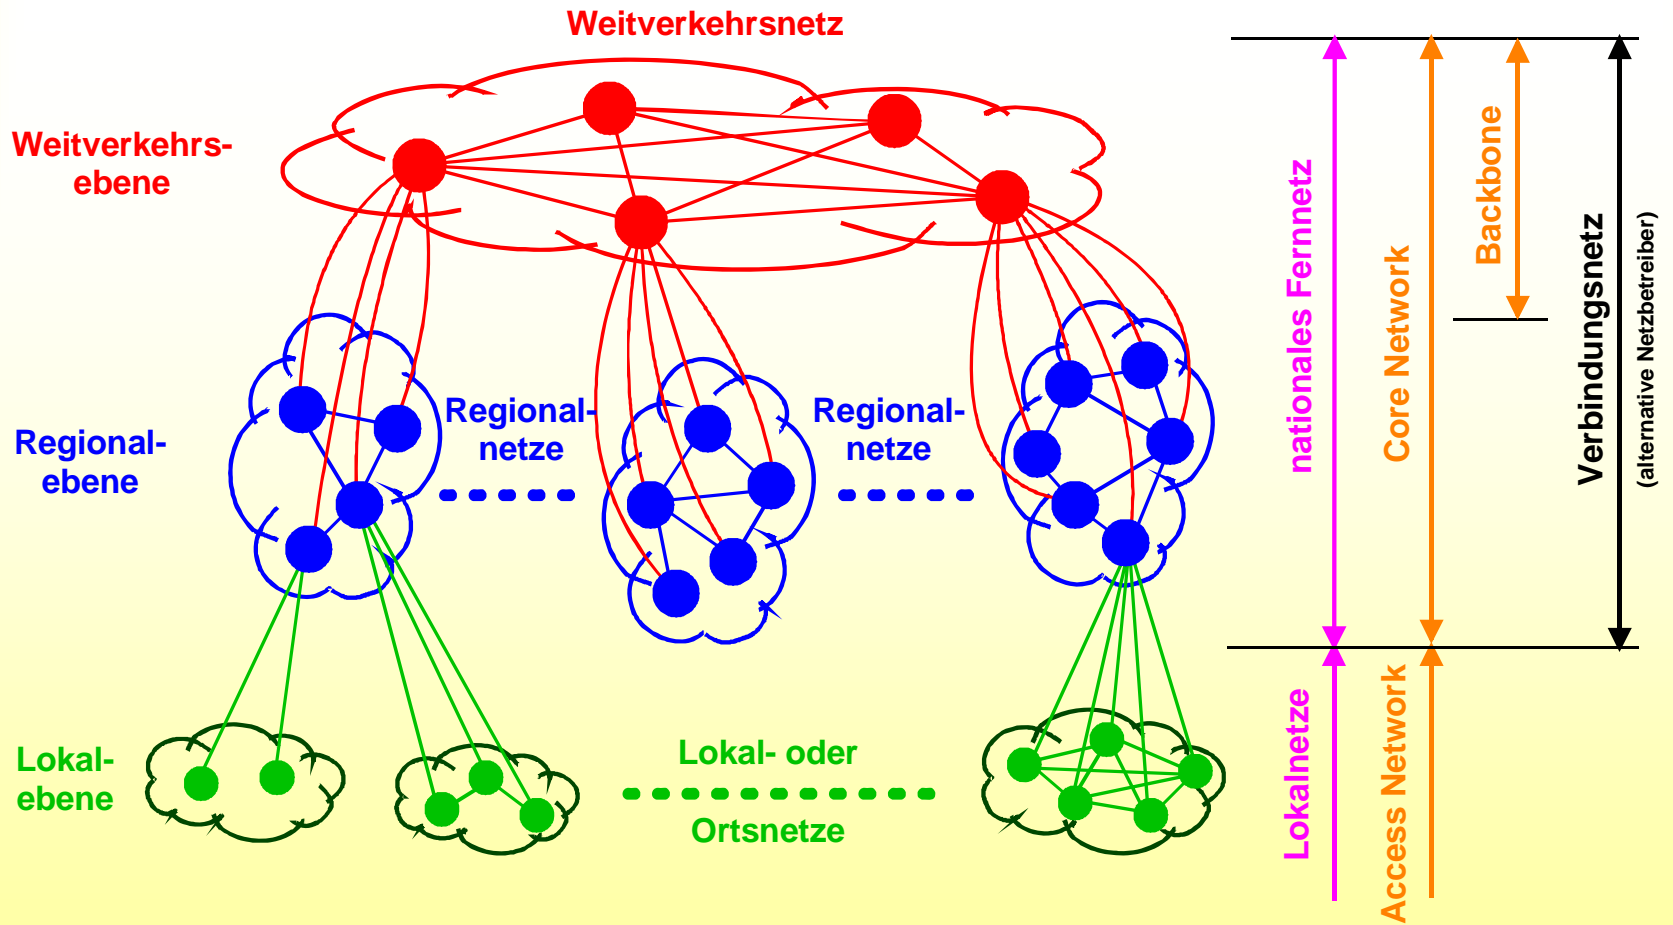 Weitverkehrsnetz
Weitverkehrs-
ebene
Regional-
ebene
Regional-
netze
Regional-
netze
Lokal-
ebene
Lokal- oder
Ortsnetze
nationales Fernnetz
Core Network
Backbone
Verbindungsnetz
(alternative Netzbetreiber)
Lokalnetze
Access Network